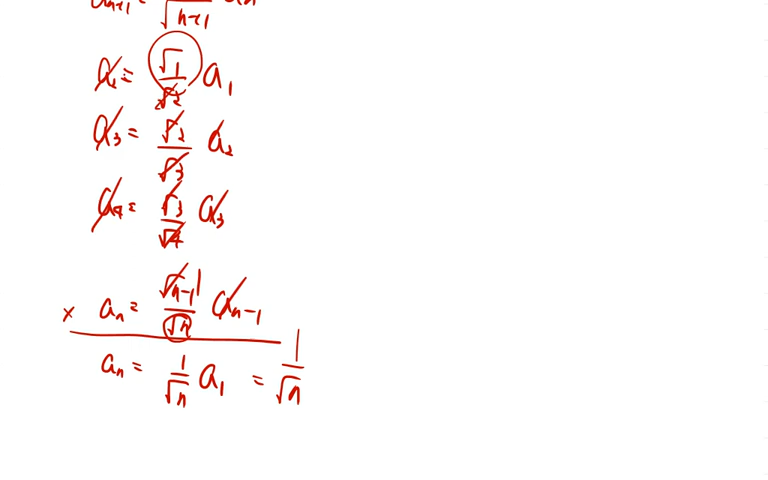 a₂ = √1/√2 a₁
a₃ = √2/√3 a₂
a₄ = √3/√4 a₃
× aₙ = √n-1/√n aₙ₋₁
aₙ = 1/√n a₁ = 1/√n